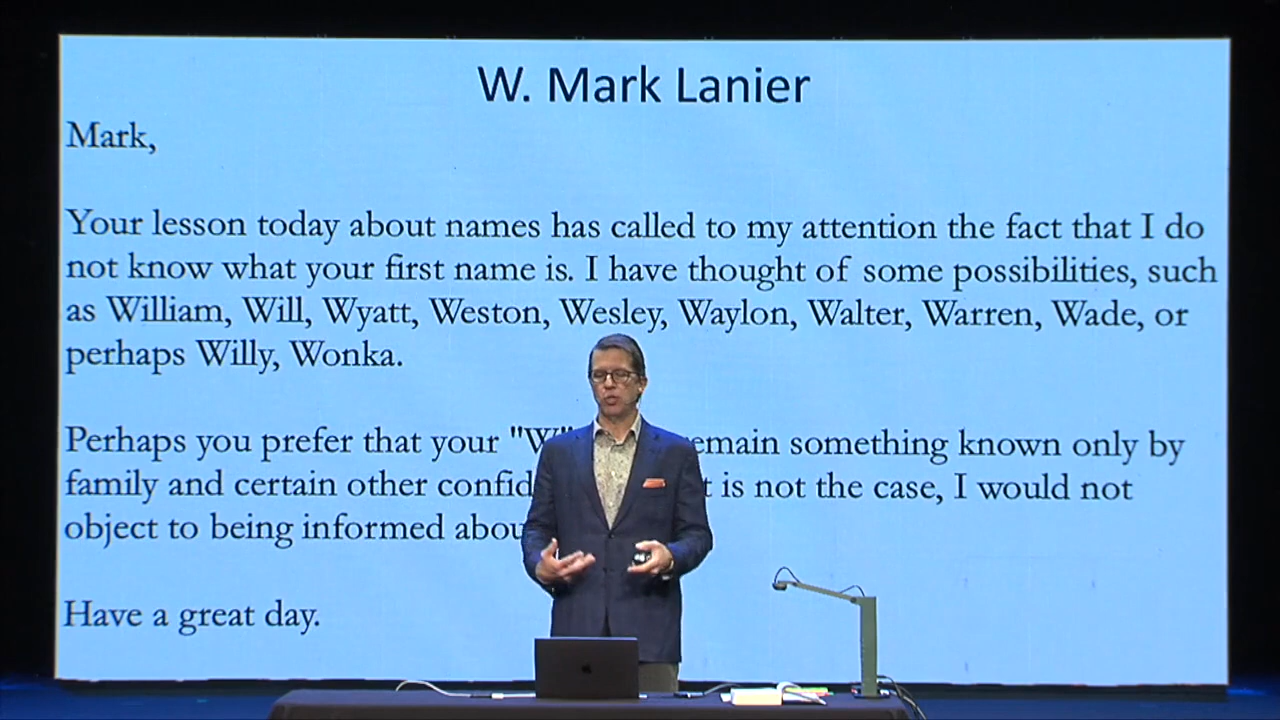 W. Mark Lanier
Mark,
Your lesson today about names has called to my attention the fact that I do
not know what your first name is. I have thought of some possibilities, such
as William, Will, Wyatt, Weston, Wesley, Waylon, Walter, Warren, Wade, or
perhaps Willy, Wonka.
Perhaps you prefer that your "W" emain something known only by
family and certain other confid t is not the case, I would not
object to being informed abou
Have a great day.